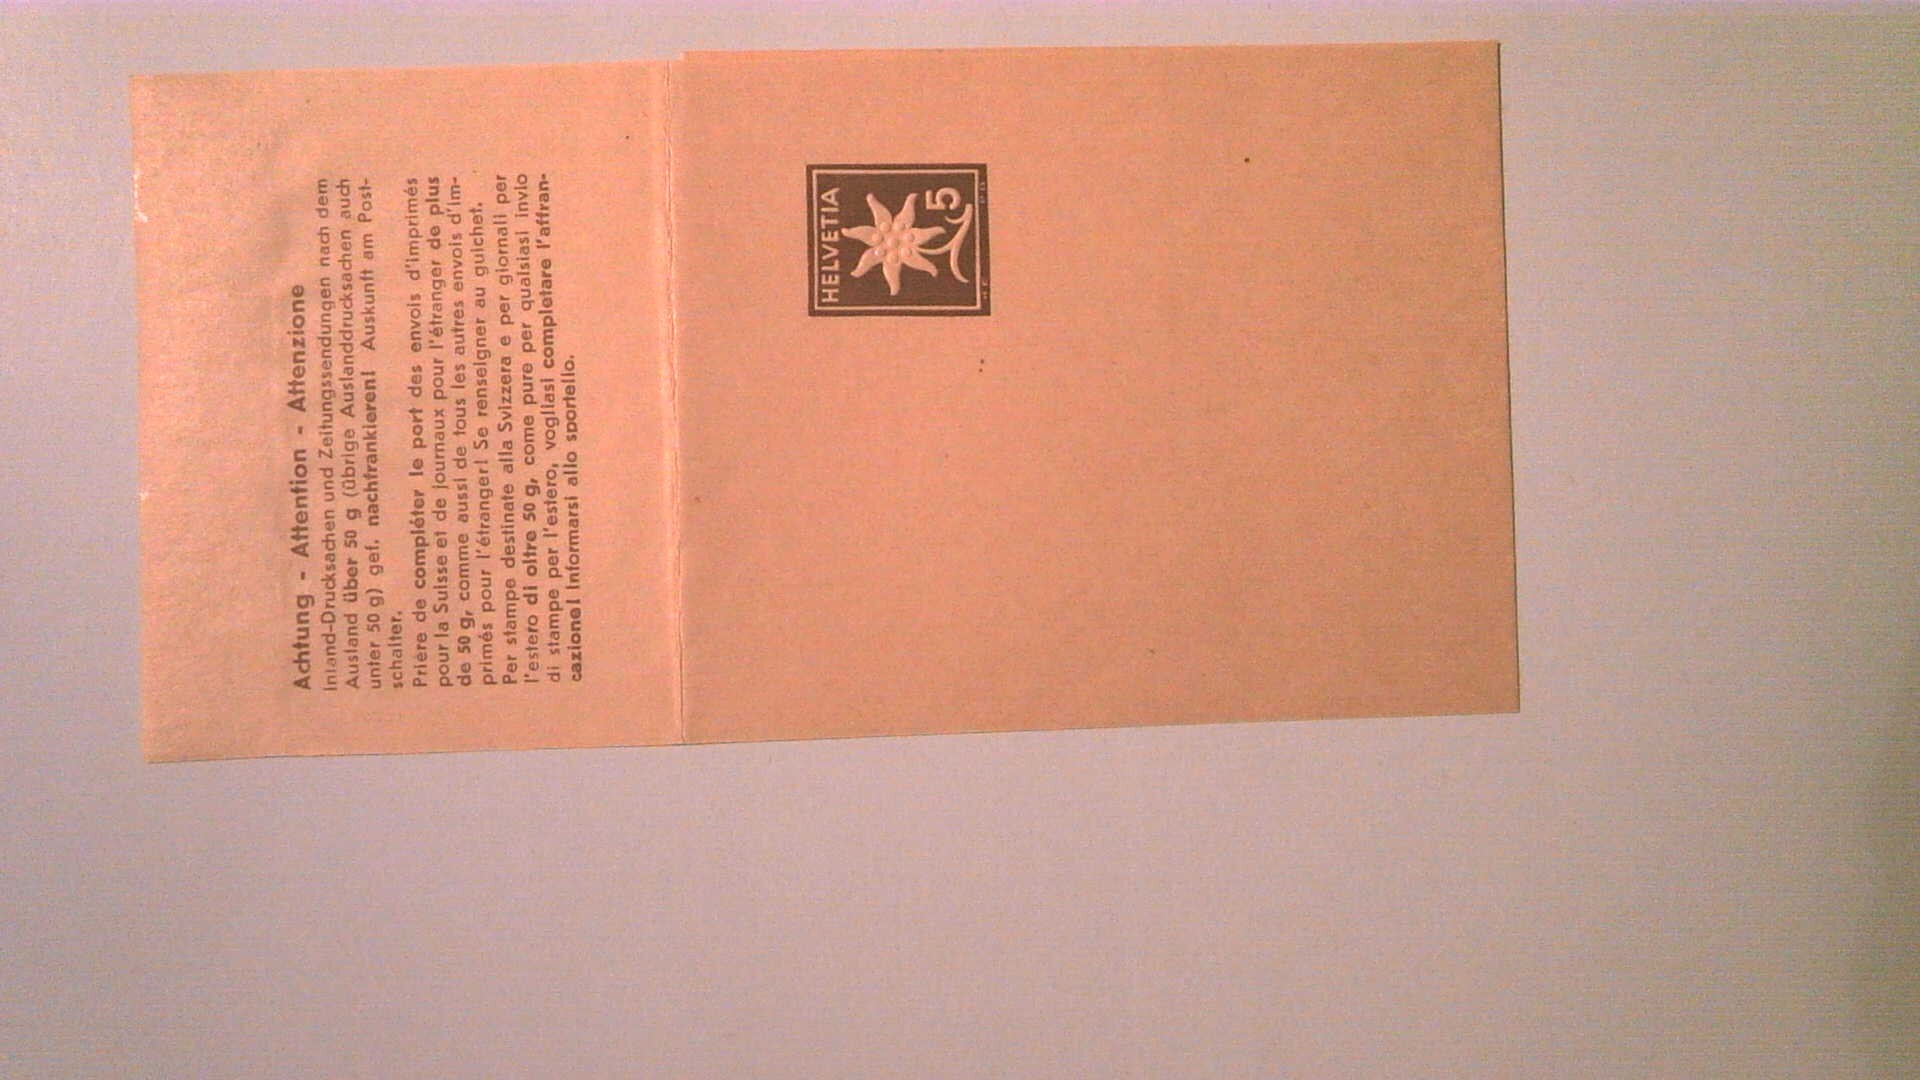 Achtung - Attention - Attenzione
Inland-Drucksachen und Zeitungssendungen nach dem
Ausland über 50 g (übrige Auslanddrucksachen auch
unter 50 g) gef. nachfrankieren! Auskunft am Post-
schalter.
Prière de compléter le port des envois d'imprimés
pour la Suisse et de journaux pour l'étranger de plus
de 50 g, comme aussi de tous les autres envois d'im-
primés pour l'étranger! Se renseigner au guichet.
Per stampe destinate alla Svizzera e per giornali per
l'estero di oltre 50 g, come pure per qualsiasi invio
di stampe per l'estero, vogliasi completare l'affran-
cazione! Informarsi allo sportello.
HELVETIA
5